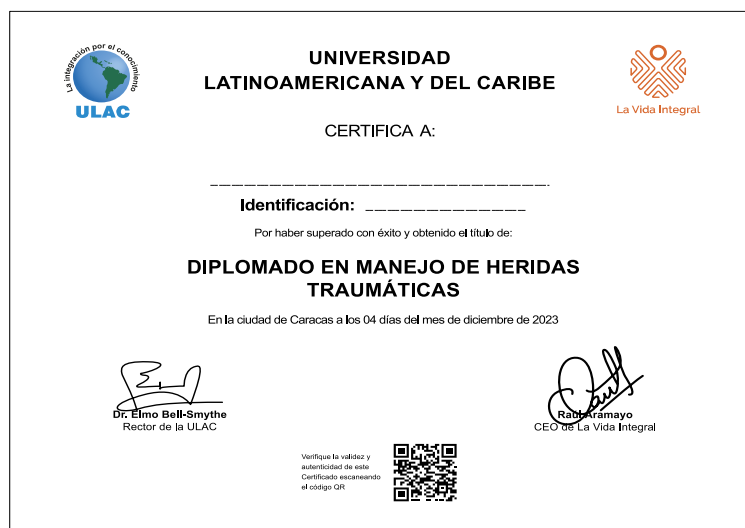 La integración por el conocimiento
ULAC
UNIVERSIDAD
LATINOAMERICANA Y DEL CARIBE
La Vida Integral
CERTIFICA A:
Identificación:
Por haber superado con éxito y obtenido el título de:
DIPLOMADO EN MANEJO DE HERIDAS
TRAUMÁTICAS
En la ciudad de Caracas a los 04 días del mes de diciembre de 2023
Dr. Elmo Bell-Smythe
Rector de la ULAC
Raúl Aramayo
CEO de La Vida Integral
Verifique la validez y
autenticidad de este
Certificado escaneando
el código QR